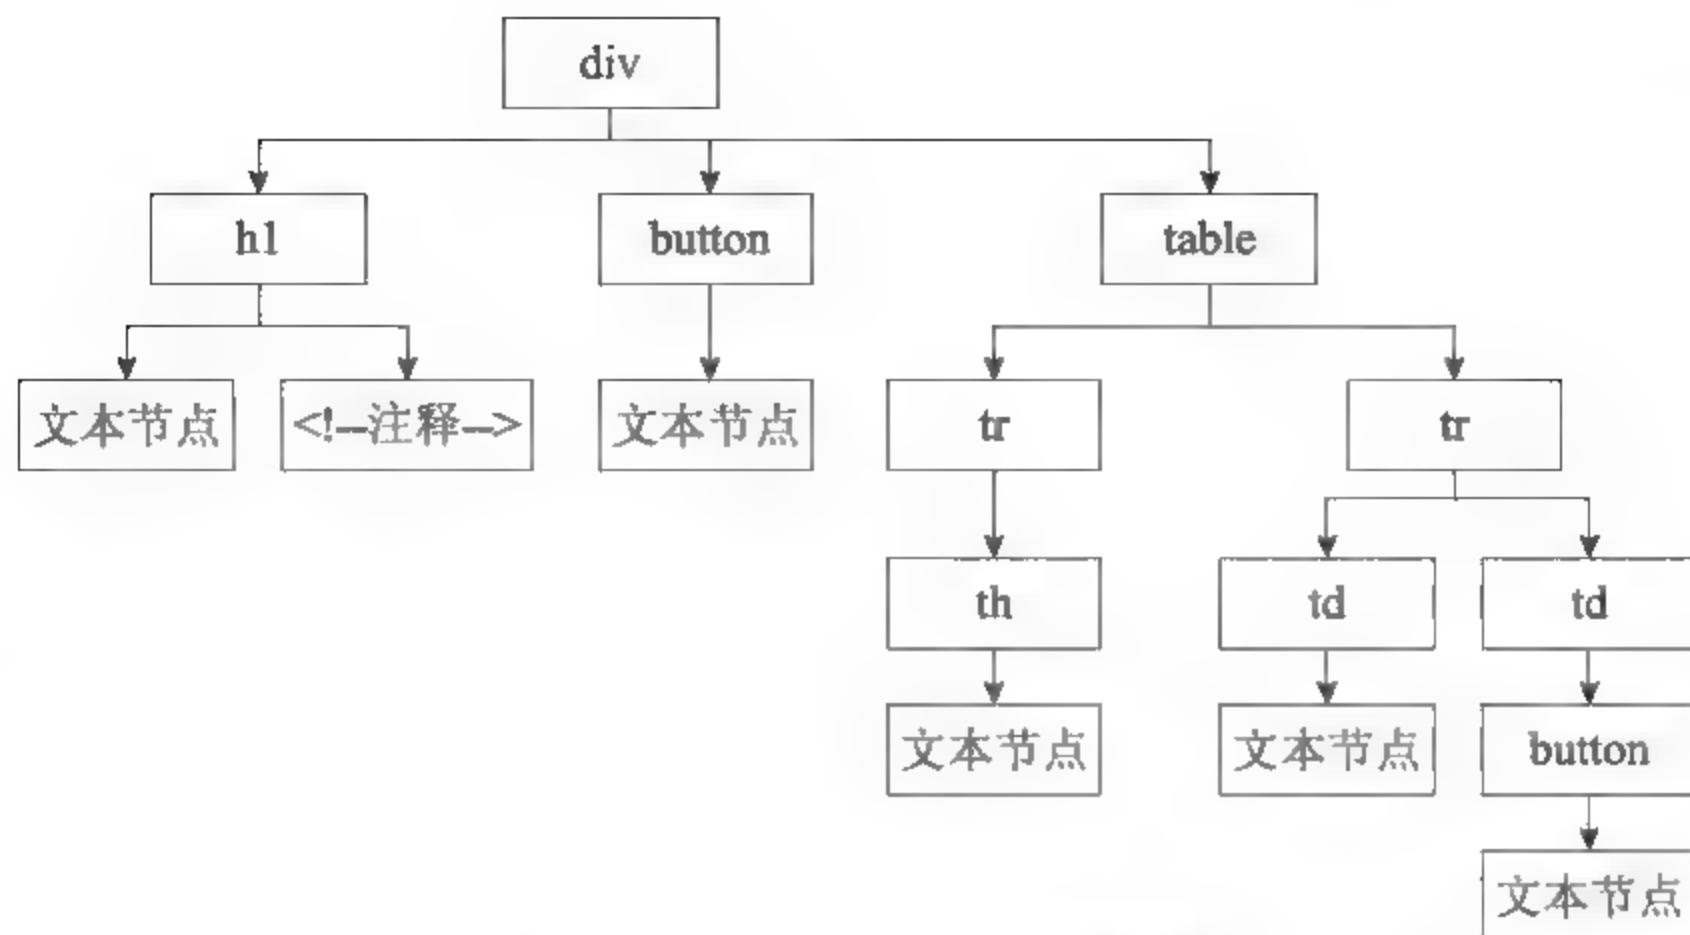 div
h1
button
table
文本节点
<!--注释-->
文本节点
tr
tr
th
td
td
文本节点
文本节点
button
文本节点